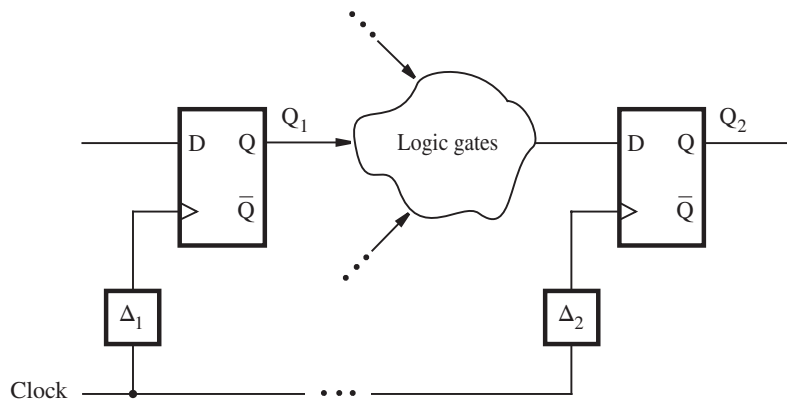 Q₁
Q₂
D Q
Logic gates
D Q
Q̅
Q̅
Δ₁
Δ₂
Clock